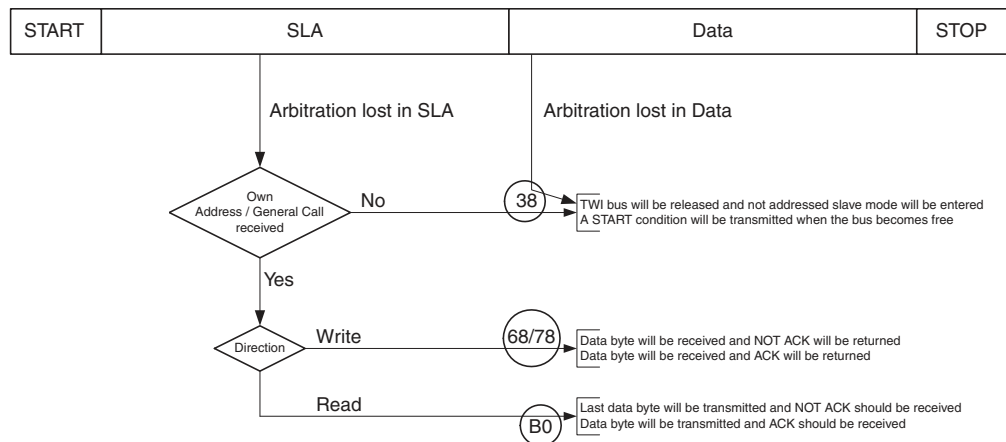 START SLA Data STOP
Arbitration lost in SLA Arbitration lost in Data
Own
Address / General Call
received
No
38
TWI bus will be released and not addressed slave mode will be entered
A START condition will be transmitted when the bus becomes free
Yes
Direction
Write
68/78
Data byte will be received and NOT ACK will be returned
Data byte will be received and ACK will be returned
Read
B0
Last data byte will be transmitted and NOT ACK should be received
Data byte will be transmitted and ACK should be received